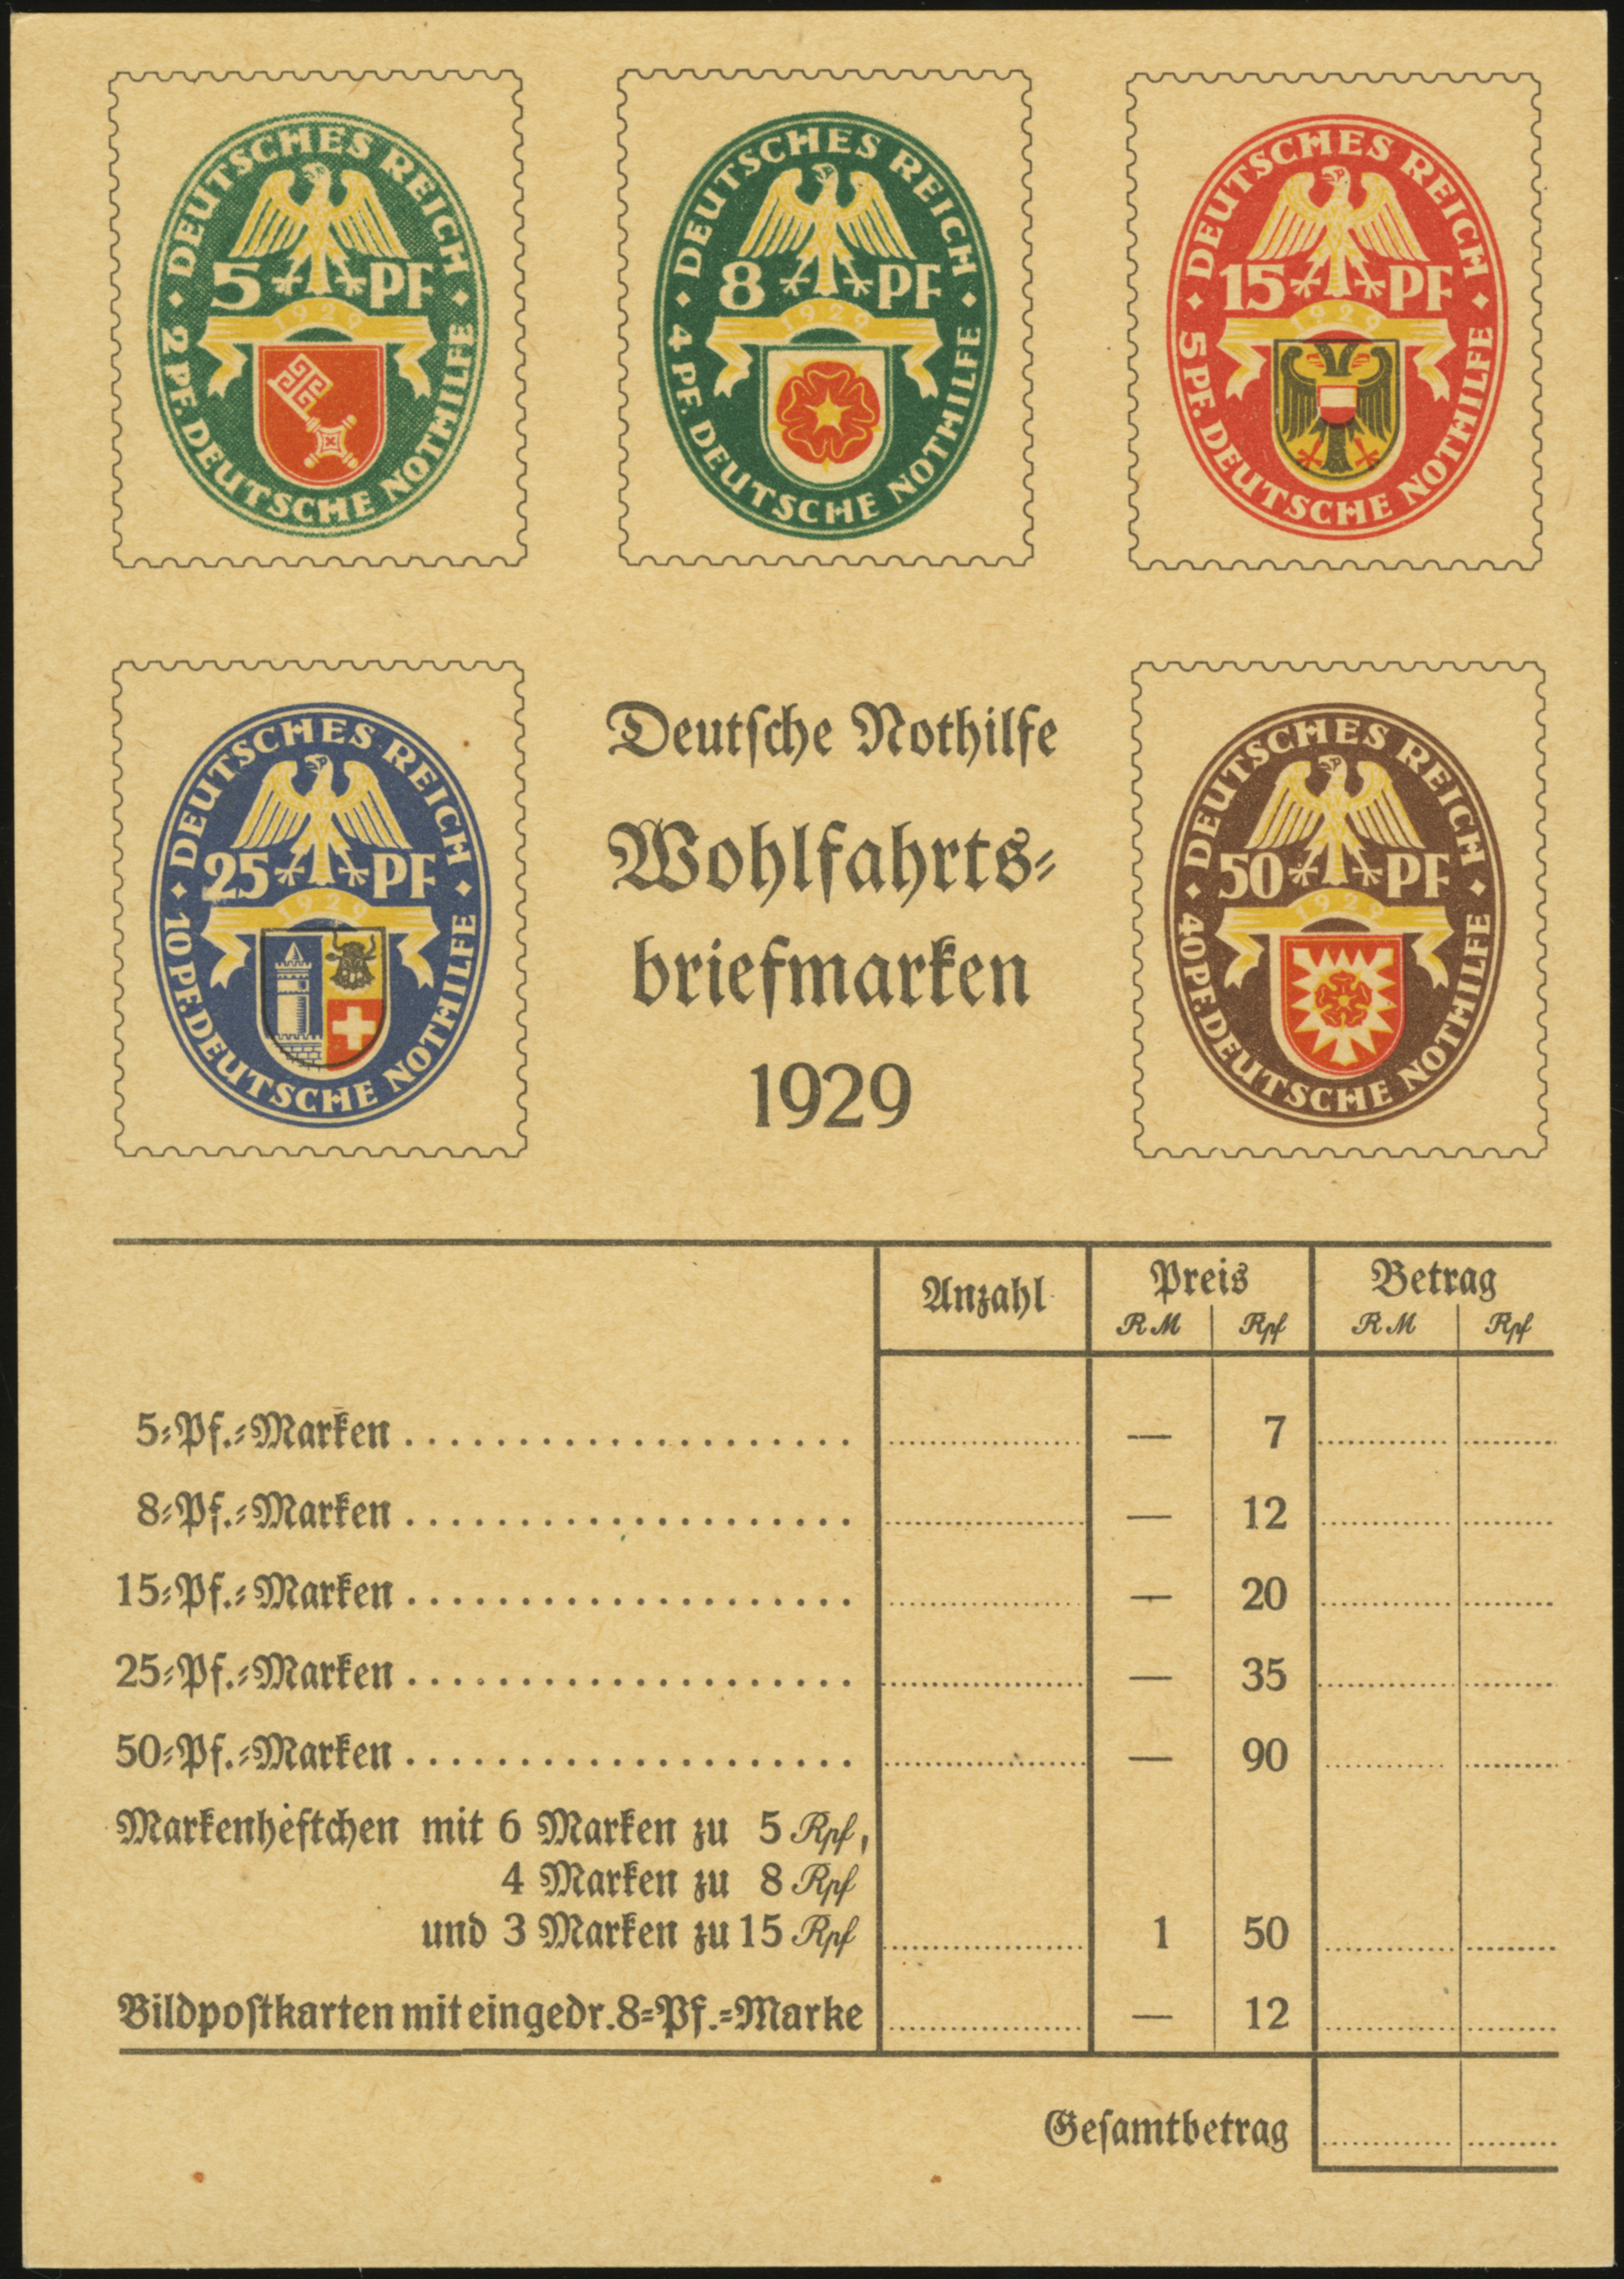 DEUTSCHES REICH
5 PF
1929
2 PF. DEUTSCHE NOTHILFE
DEUTSCHES REICH
8 PF
1929
4 PF. DEUTSCHE NOTHILFE
DEUTSCHES REICH
15 PF
1929
5 PF. DEUTSCHE NOTHILFE
DEUTSCHES REICH
25 PF
1929
10 PF. DEUTSCHE NOTHILFE
Deutſche Nothilfe
Wohlfahrts-
briefmarken
1929
DEUTSCHES REICH
50 PF
1929
40 PF. DEUTSCHE NOTHILFE
Anzahl Preis Betrag
RM Rpf RM Rpf
5-Pf.-Marken . . . . . . . . . . . . . . . . . . . . . — 7
8-Pf.-Marken . . . . . . . . . . . . . . . . . . . . . — 12
15-Pf.-Marken . . . . . . . . . . . . . . . . . . . . . — 20
25-Pf.-Marken . . . . . . . . . . . . . . . . . . . . . — 35
50-Pf.-Marken . . . . . . . . . . . . . . . . . . . . . — 90
Markenheftchen mit 6 Marken zu 5 Rpf,
4 Marken zu 8 Rpf
und 3 Marken zu 15 Rpf 1 50
Bildpoſtkarten mit eingedr. 8-Pf.-Marke — 12
Geſamtbetrag